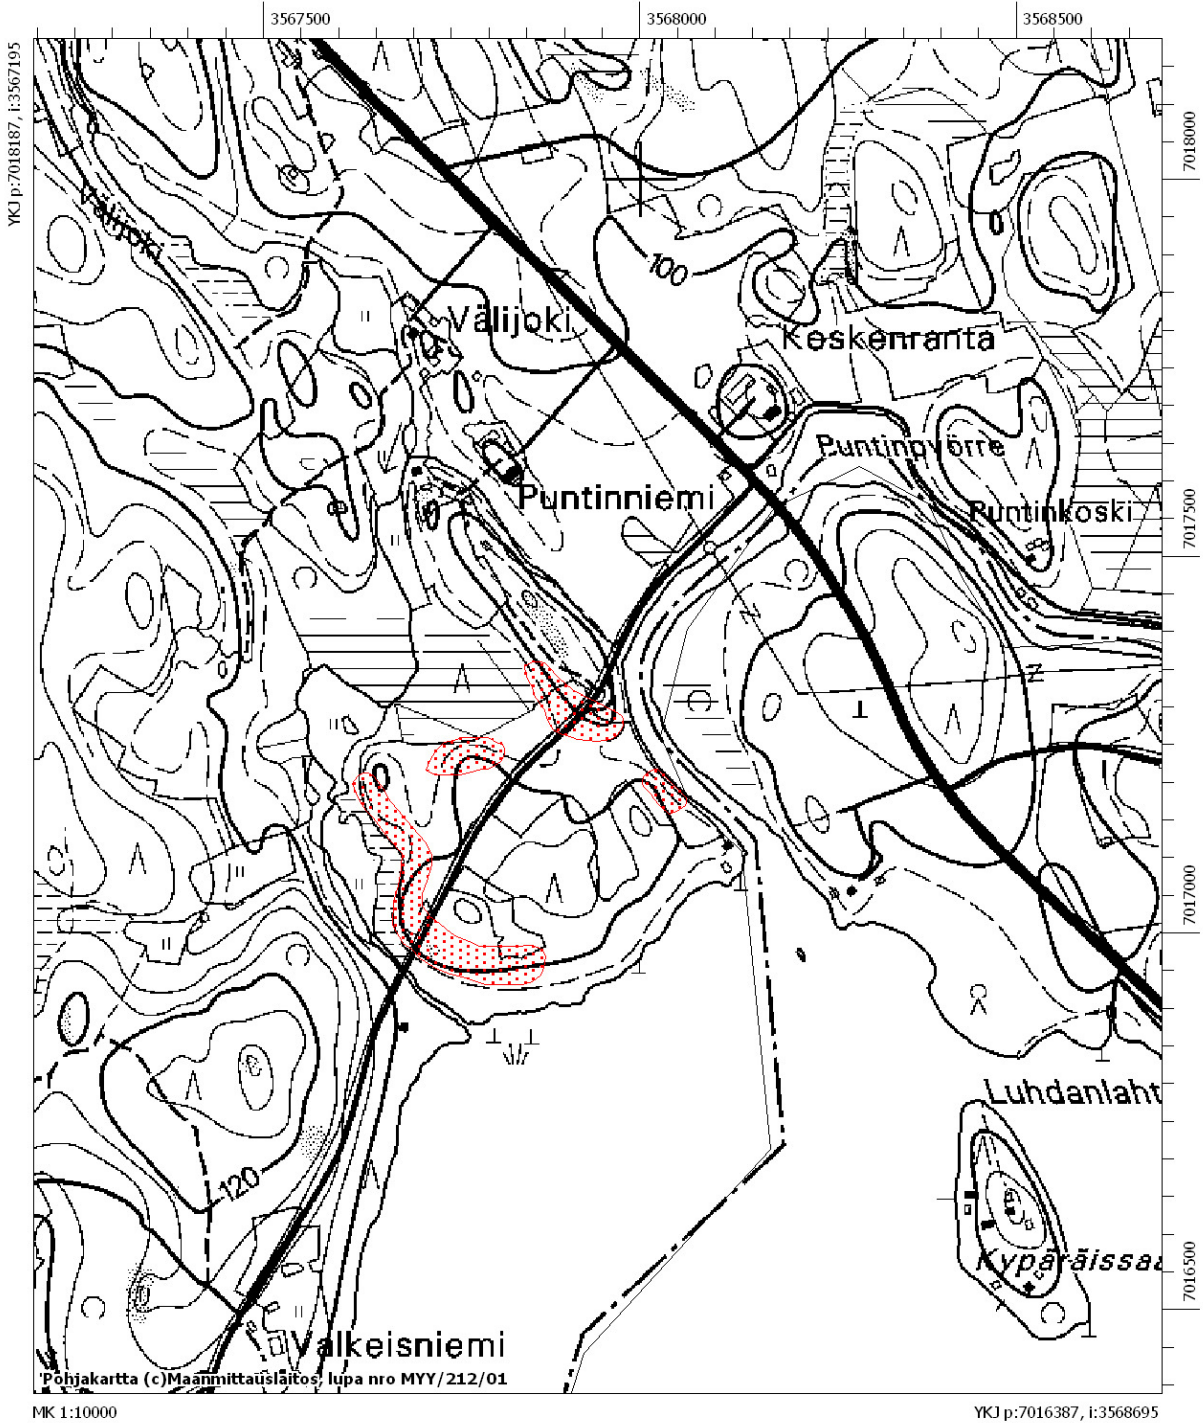 3567500
3568000
3568500
YKJ p:7018187, i:3567195
7018000
Välijoki
100
Välijoki
Keskenranta
Puntinpyörre
Puntinniemi
Puntinkoski
7017500
7017000
Luhdanlaht
120
Kypäräissaa
7016500
Valkeisniemi
Pohjakartta (c)Maanmittauslaitos, lupa nro MYY/212/01
MK 1:10000
YKJ p:7016387, i:3568695